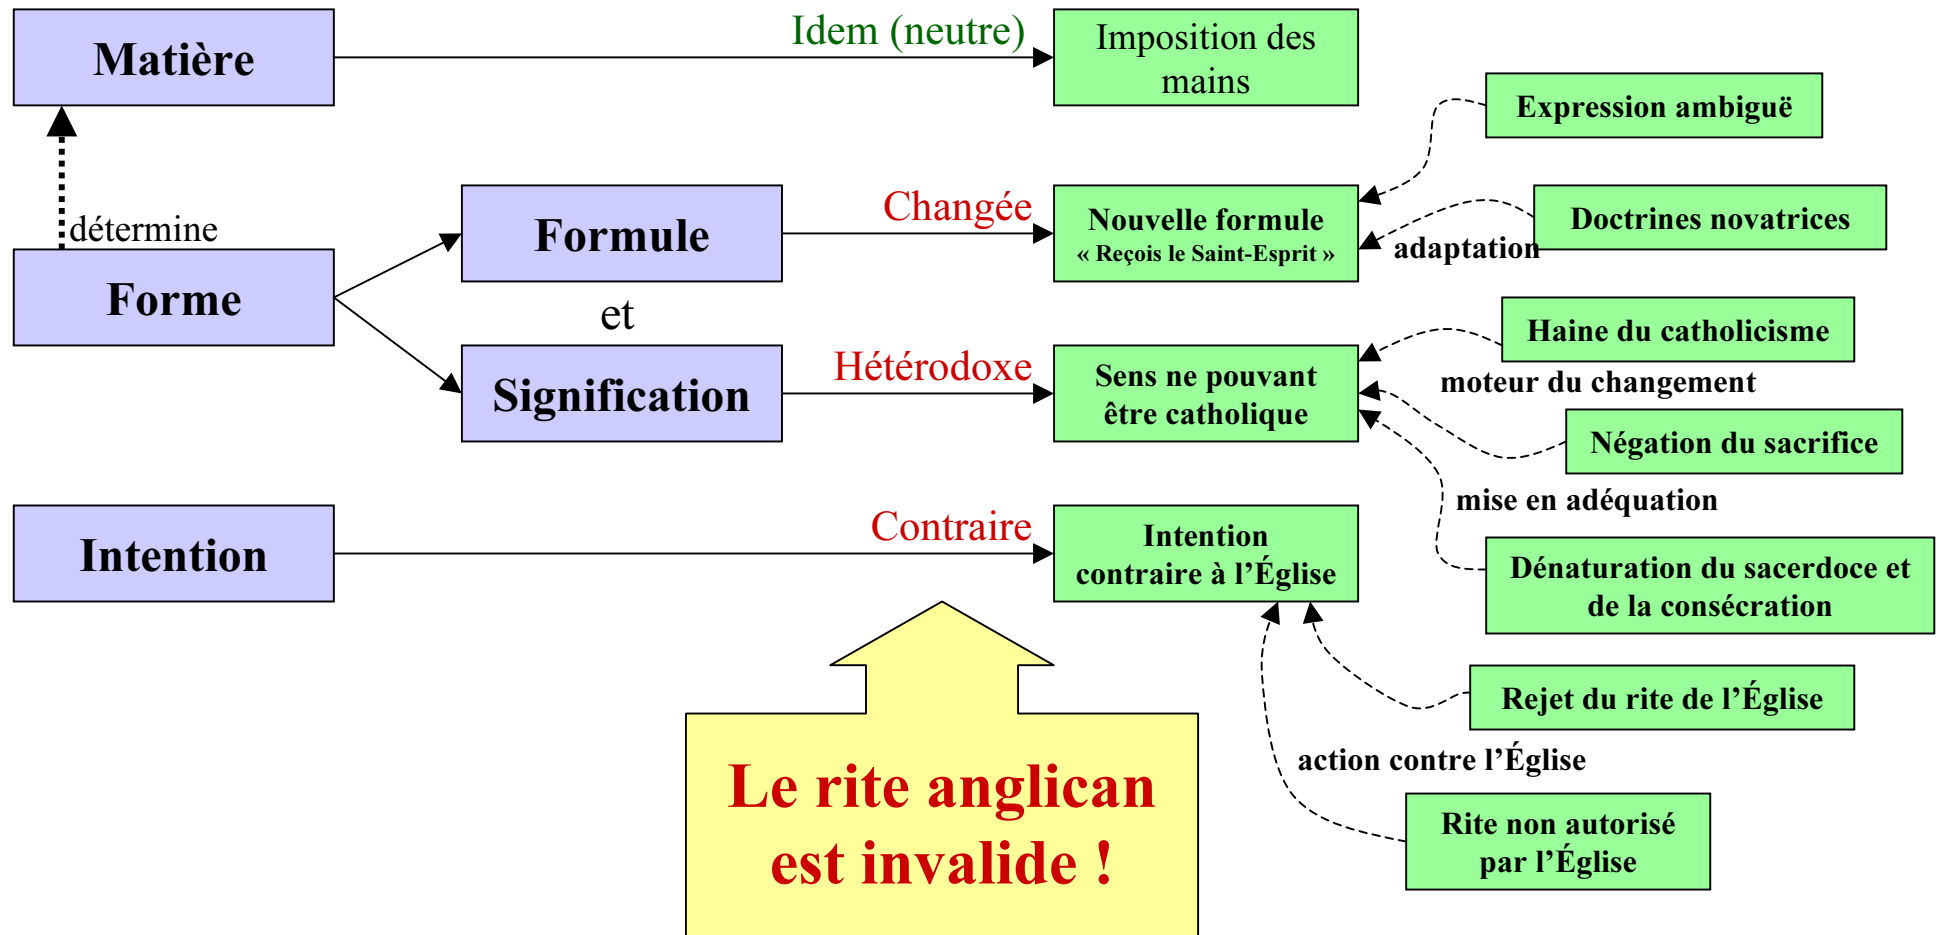 Matière
Idem (neutre)
Imposition des
mains
Expression ambiguë
détermine
Forme
Formule
et
Signification
Changée
Nouvelle formule
« Reçois le Saint-Esprit »
adaptation
Doctrines novatrices
Hétérodoxe
Sens ne pouvant
être catholique
Haine du catholicisme
moteur du changement
Négation du sacrifice
mise en adéquation
Dénaturation du sacerdoce et
de la consécration
Intention
Contraire
Intention
contraire à l’Église
Rejet du rite de l’Église
action contre l’Église
Rite non autorisé
par l’Église
Le rite anglican
est invalide !